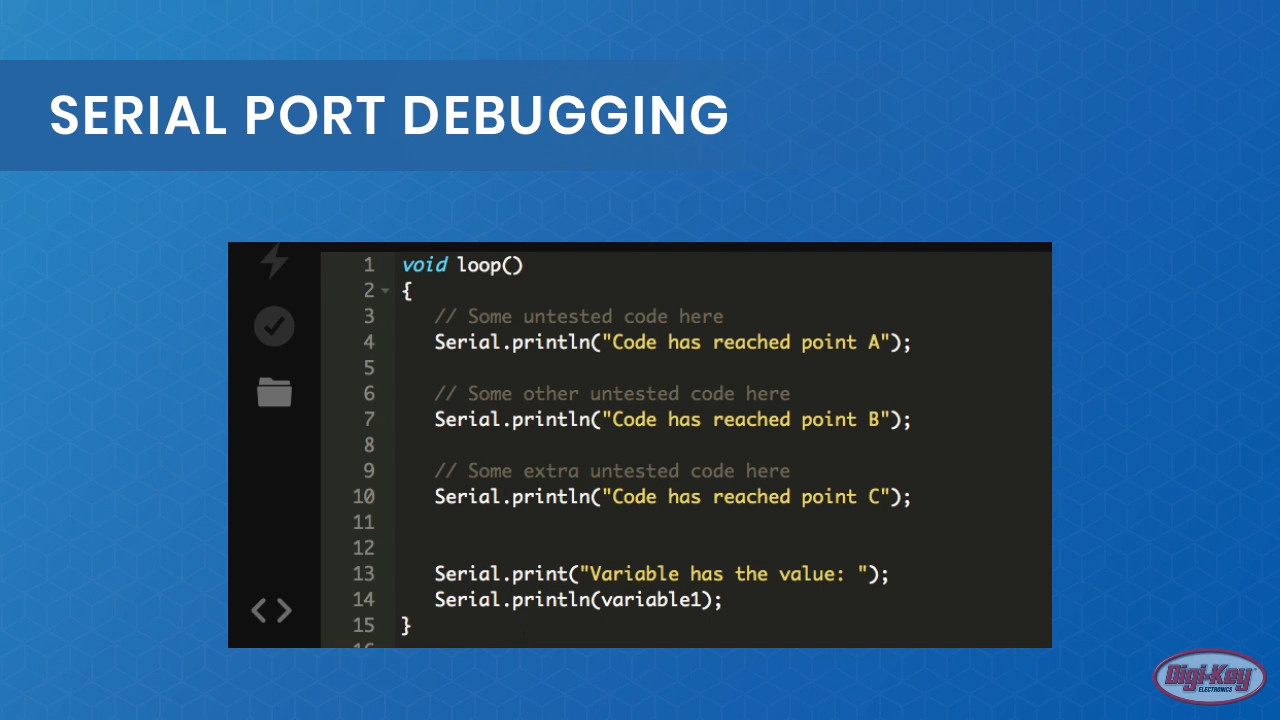 SERIAL PORT DEBUGGING
1 void loop()
2 {
3 // Some untested code here
4 Serial.println("Code has reached point A");
5
6 // Some other untested code here
7 Serial.println("Code has reached point B");
8
9 // Some extra untested code here
10 Serial.println("Code has reached point C");
11
12
13 Serial.print("Variable has the value: ");
14 Serial.println(variable1);
15 }
Digi-Key
ELECTRONICS